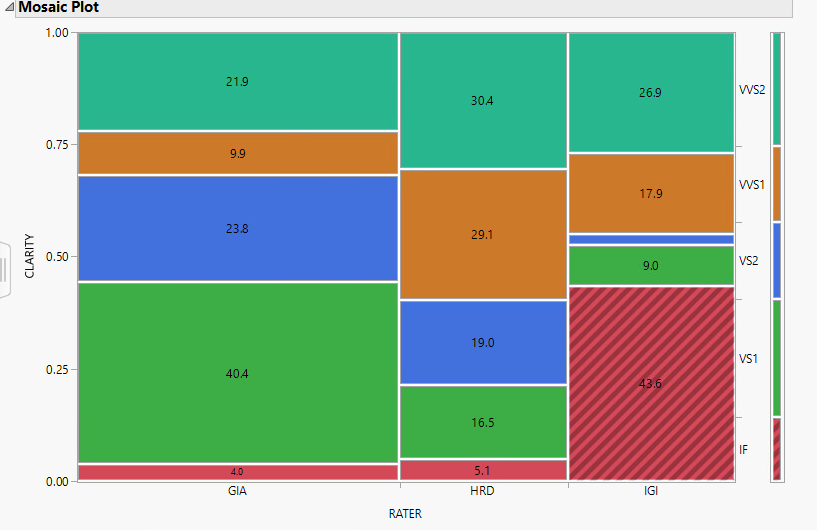 Mosaic Plot
1.00
0.75
0.50
0.25
0.00
CLARITY
21.9
9.9
23.8
40.4
4.0
30.4
29.1
19.0
16.5
5.1
26.9
17.9
9.0
43.6
VVS2
VVS1
VS2
VS1
IF
GIA HRD IGI
RATER